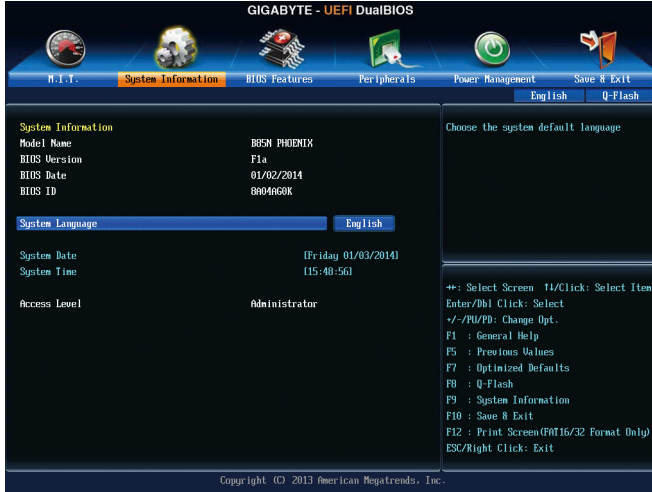 GIGABYTE - UEFI DualBIOS
M.I.T. System Information BIOS Features Peripherals Power Management Save & Exit
English Q-Flash
System Information
Model Name B85N PHOENIX
BIOS Version F1a
BIOS Date 01/02/2014
BIOS ID 8A04AG0K
System Language English
System Date [Friday 01/03/2014]
System Time [15:48:56]
Access Level Administrator
Choose the system default language
→←: Select Screen ↑↓/Click: Select Item
Enter/Dbl Click: Select
+/-/PU/PD: Change Opt.
F1 : General Help
F5 : Previous Values
F7 : Optimized Defaults
F8 : Q-Flash
F9 : System Information
F10 : Save & Exit
F12 : Print Screen(FAT16/32 Format Only)
ESC/Right Click: Exit
Copyright (C) 2013 American Megatrends, Inc.